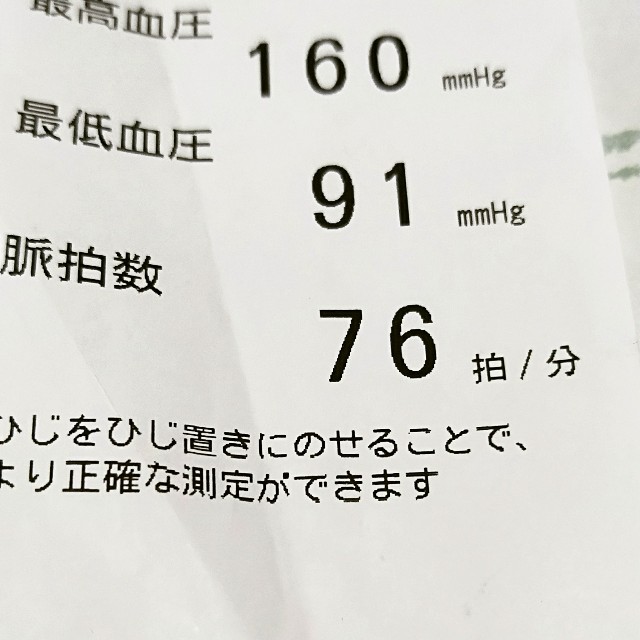 最高血圧 160 mmHg
最低血圧 91 mmHg
脈拍数 76 拍/分
ひじをひじ置きにのせることで、
より正確な測定ができます